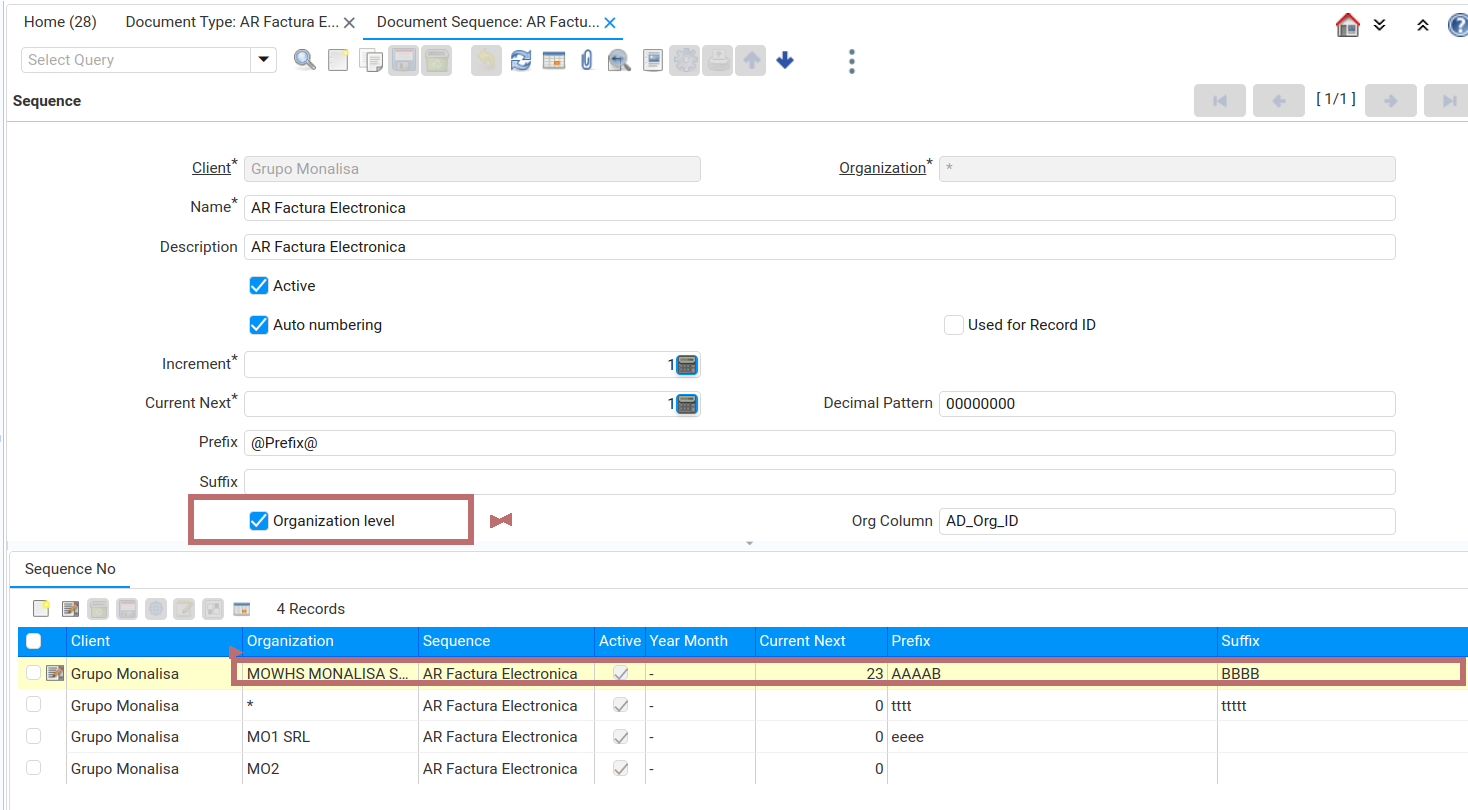 Home (28) Document Type: AR Factura E... Document Sequence: AR Factu...
Select Query
Sequence [ 1/1 ]
Client* Grupo Monalisa Organization* *
Name* AR Factura Electronica
Description AR Factura Electronica
Active
Auto numbering Used for Record ID
Increment* 1
Current Next* 1 Decimal Pattern 00000000
Prefix @Prefix@
Suffix
Organization level Org Column AD_Org_ID
Sequence No
4 Records
Client Organization Sequence Active Year Month Current Next Prefix Suffix
Grupo Monalisa MOWHS MONALISA S... AR Factura Electronica - 23 AAAAB BBBB
Grupo Monalisa * AR Factura Electronica - 0 tttt ttttt
Grupo Monalisa MO1 SRL AR Factura Electronica - 0 eeee
Grupo Monalisa MO2 AR Factura Electronica - 0